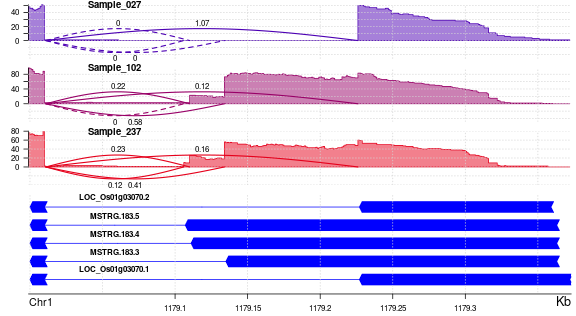 Sample_027
40
20
0
0
1.07
0 0
Sample_102
80
40
0
0.22
0.12
0 0.58
Sample_237
80
60
40
20
0
0.23
0.16
0.12 0.41
LOC_Os01g03070.2
MSTRG.183.5
MSTRG.183.4
MSTRG.183.3
LOC_Os01g03070.1
Chr1
Kb
1179.1 1179.15 1179.2 1179.25 1179.3